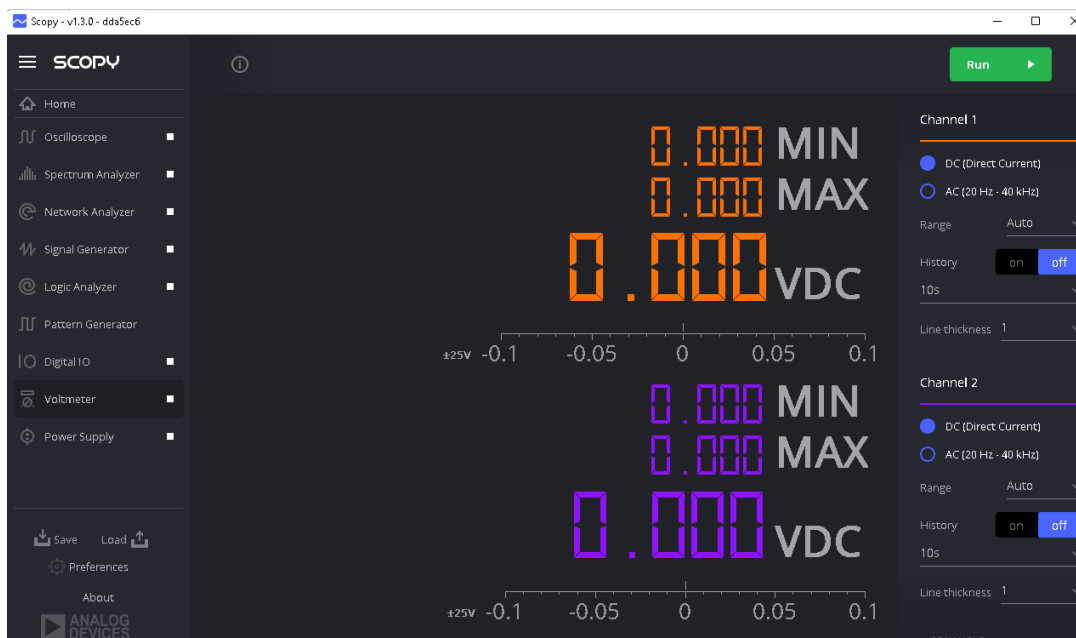 Scopy - v1.3.0 - dda5ec6
SCOPY
Run
Home
Oscilloscope
Spectrum Analyzer
Network Analyzer
Signal Generator
Logic Analyzer
Pattern Generator
Digital IO
Voltmeter
Power Supply
Save Load
Preferences
About
ANALOG
DEVICES
0.000 MIN
0.000 MAX
0.000 VDC
±25V -0.1 -0.05 0 0.05 0.1
0.000 MIN
0.000 MAX
0.000 VDC
±25V -0.1 -0.05 0 0.05 0.1
Channel 1
DC (Direct Current)
AC (20 Hz - 40 kHz)
Range Auto
History on off
10s
Line thickness 1
Channel 2
DC (Direct Current)
AC (20 Hz - 40 kHz)
Range Auto
History on off
10s
Line thickness 1